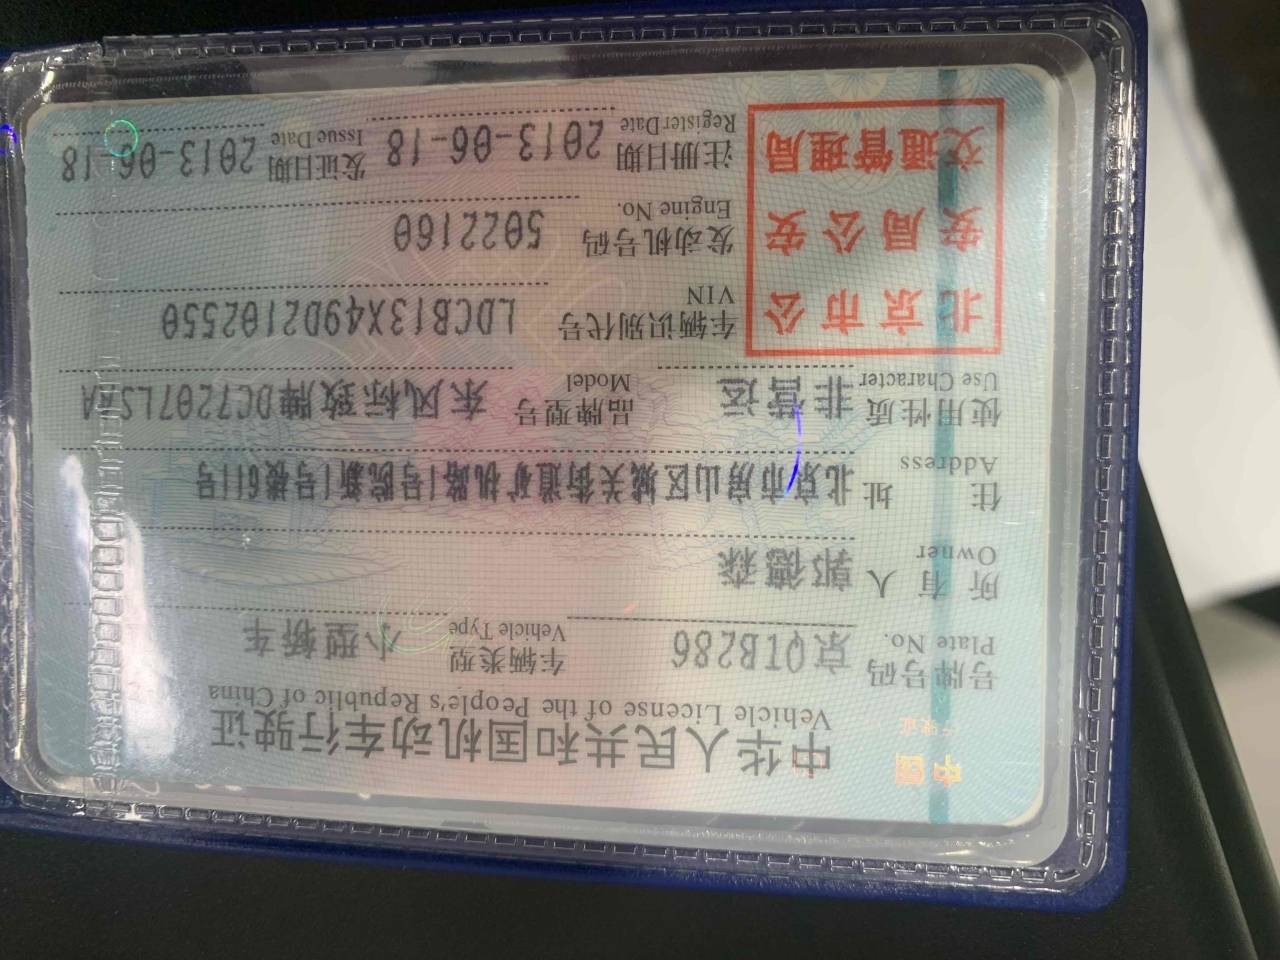 中华人民共和国机动车行驶证
Vehicle License of the People's Republic of China
中国
行驶证
号牌号码 京Q1B286 车辆类型 小型轿车
Plate No. Vehicle Type
所有人 郭德森
Owner
住址 北京市房山区城关街道矿机路1号院新1号楼611号
Address
使用性质 非营运 品牌型号 东风标致牌DC7207LSAA
Use Character Model
北京市公
安局公安
交通管理局
车辆识别代号 LDCB13X49D2102550
VIN
发动机号码 5022160
Engine No.
注册日期 2013-06-18 发证日期 2013-06-18
Register Date Issue Date